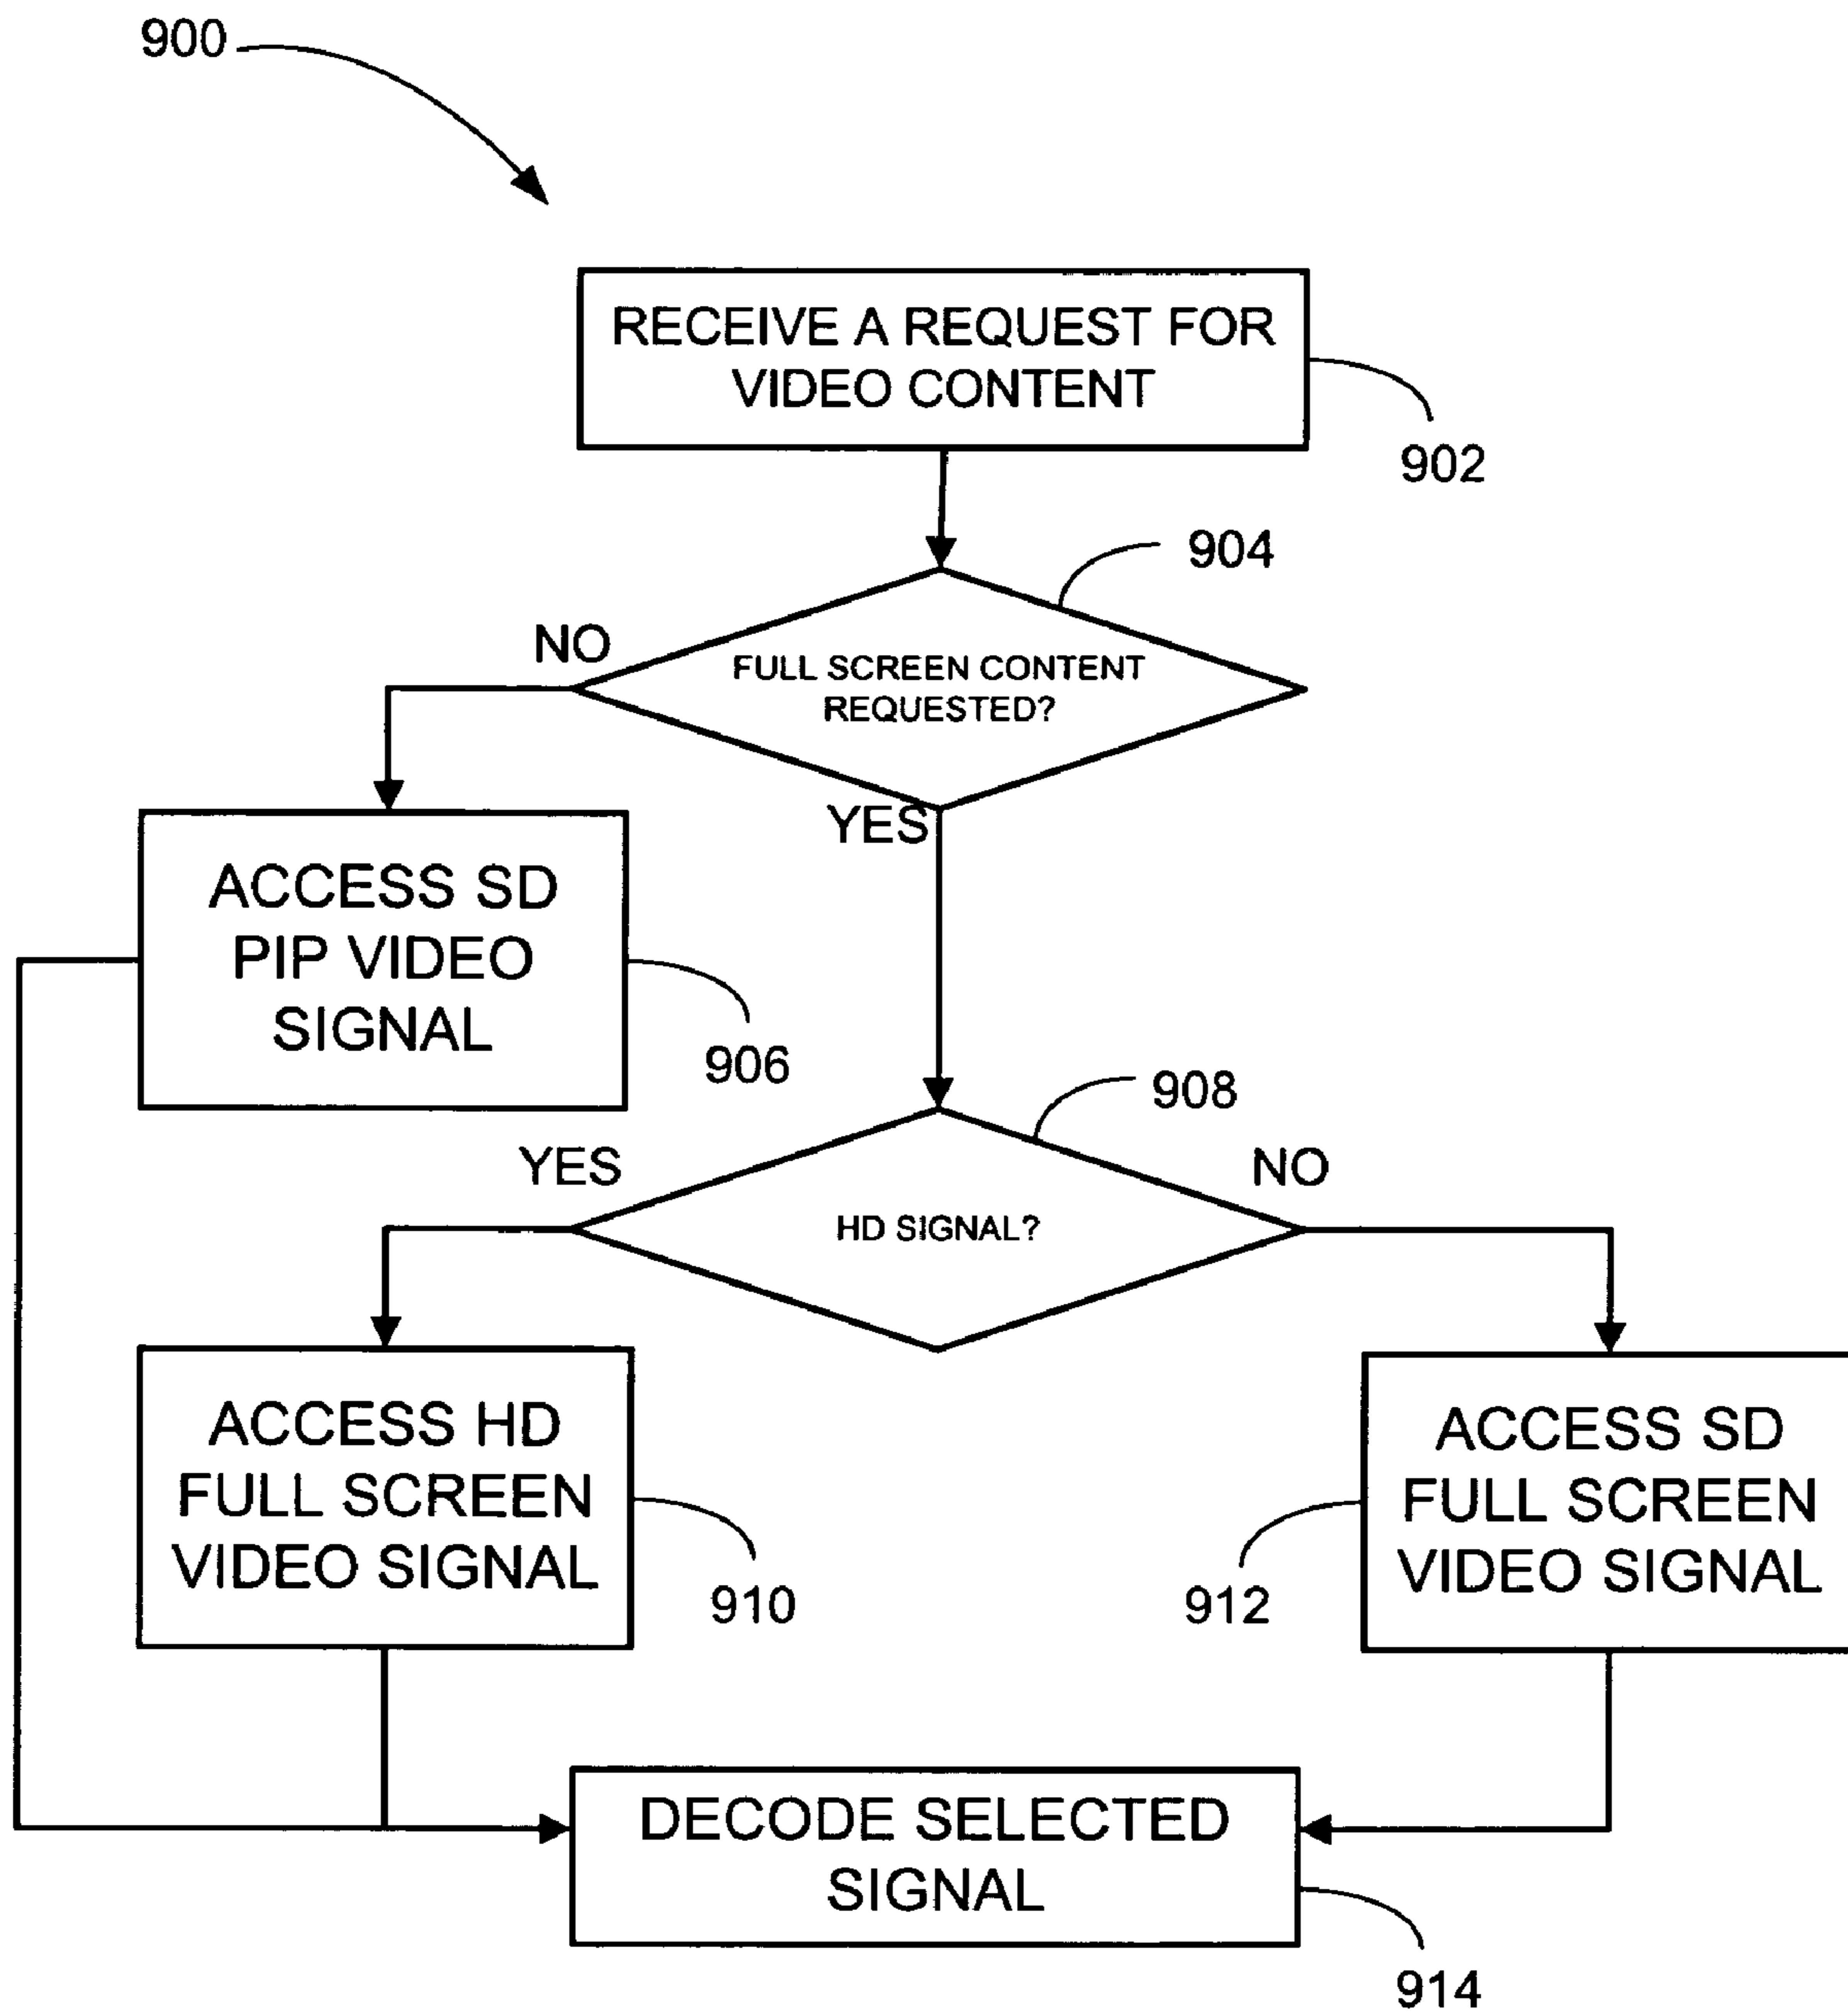 900
RECEIVE A REQUEST FOR
VIDEO CONTENT
902
904
NO
FULL SCREEN CONTENT
REQUESTED?
YES
ACCESS SD
PIP VIDEO
SIGNAL
906
908
YES
NO
HD SIGNAL?
ACCESS HD
FULL SCREEN
VIDEO SIGNAL
910
ACCESS SD
FULL SCREEN
VIDEO SIGNAL
912
DECODE SELECTED
SIGNAL
914